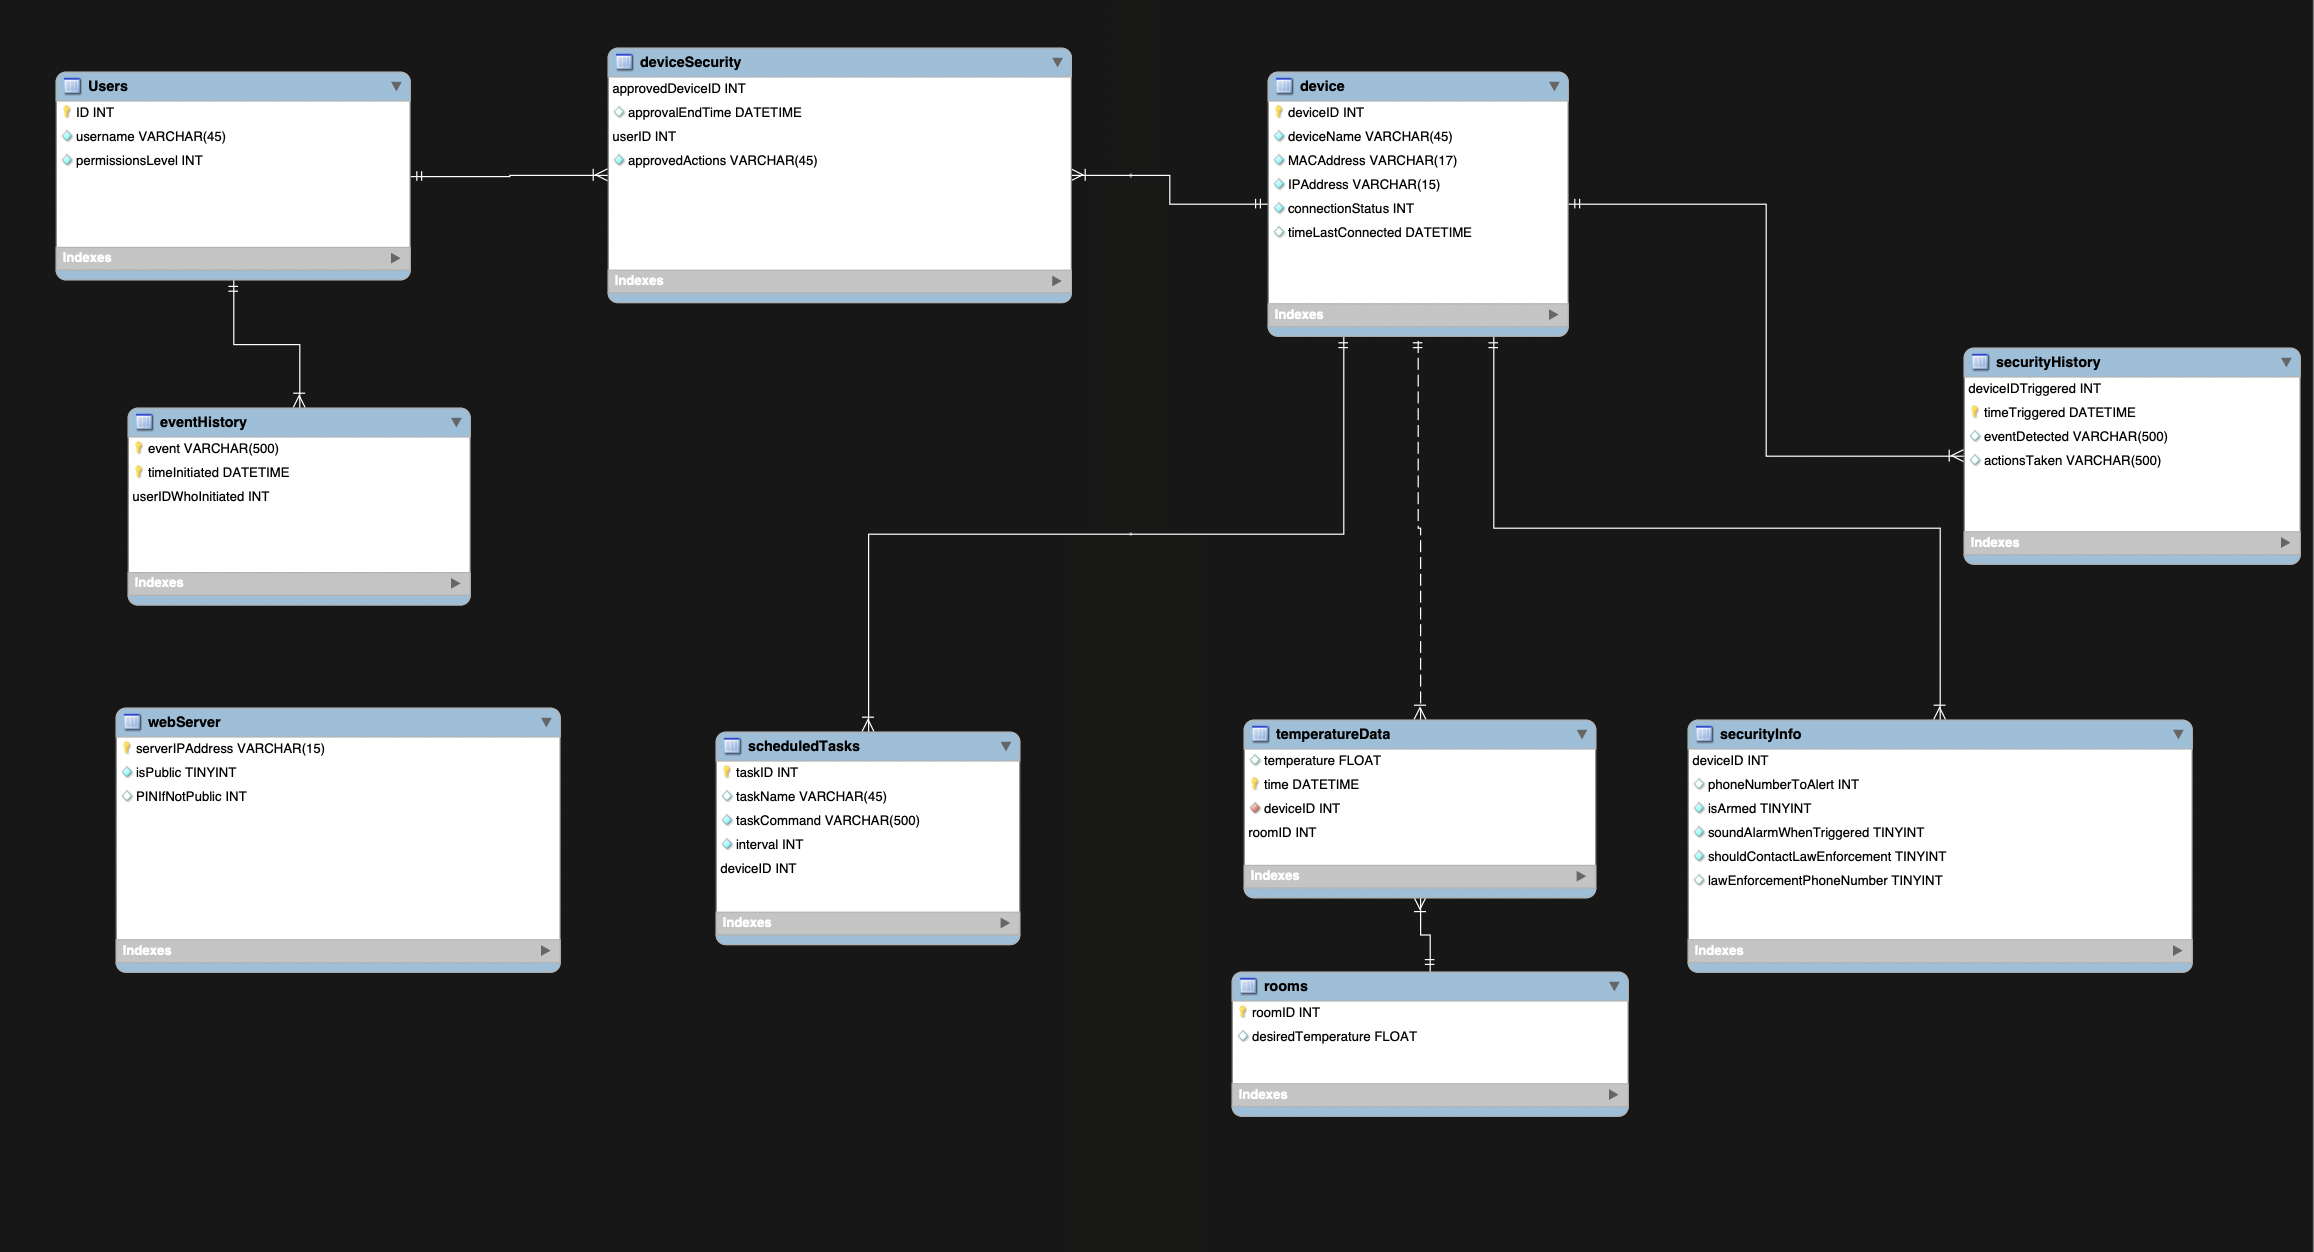 Users
ID INT
username VARCHAR(45)
permissionsLevel INT
Indexes
deviceSecurity
approvedDeviceID INT
approvalEndTime DATETIME
userID INT
approvedActions VARCHAR(45)
Indexes
device
deviceID INT
deviceName VARCHAR(45)
MACAddress VARCHAR(17)
IPAddress VARCHAR(15)
connectionStatus INT
timeLastConnected DATETIME
Indexes
securityHistory
deviceIDTriggered INT
timeTriggered DATETIME
eventDetected VARCHAR(500)
actionsTaken VARCHAR(500)
Indexes
eventHistory
event VARCHAR(500)
timeInitiated DATETIME
userIDWhoInitiated INT
Indexes
webServer
serverIPAddress VARCHAR(15)
isPublic TINYINT
PINIfNotPublic INT
Indexes
scheduledTasks
taskID INT
taskName VARCHAR(45)
taskCommand VARCHAR(500)
interval INT
deviceID INT
Indexes
temperatureData
temperature FLOAT
time DATETIME
deviceID INT
roomID INT
Indexes
securityInfo
deviceID INT
phoneNumberToAlert INT
isArmed TINYINT
soundAlarmWhenTriggered TINYINT
shouldContactLawEnforcement TINYINT
lawEnforcementPhoneNumber TINYINT
Indexes
rooms
roomID INT
desiredTemperature FLOAT
Indexes